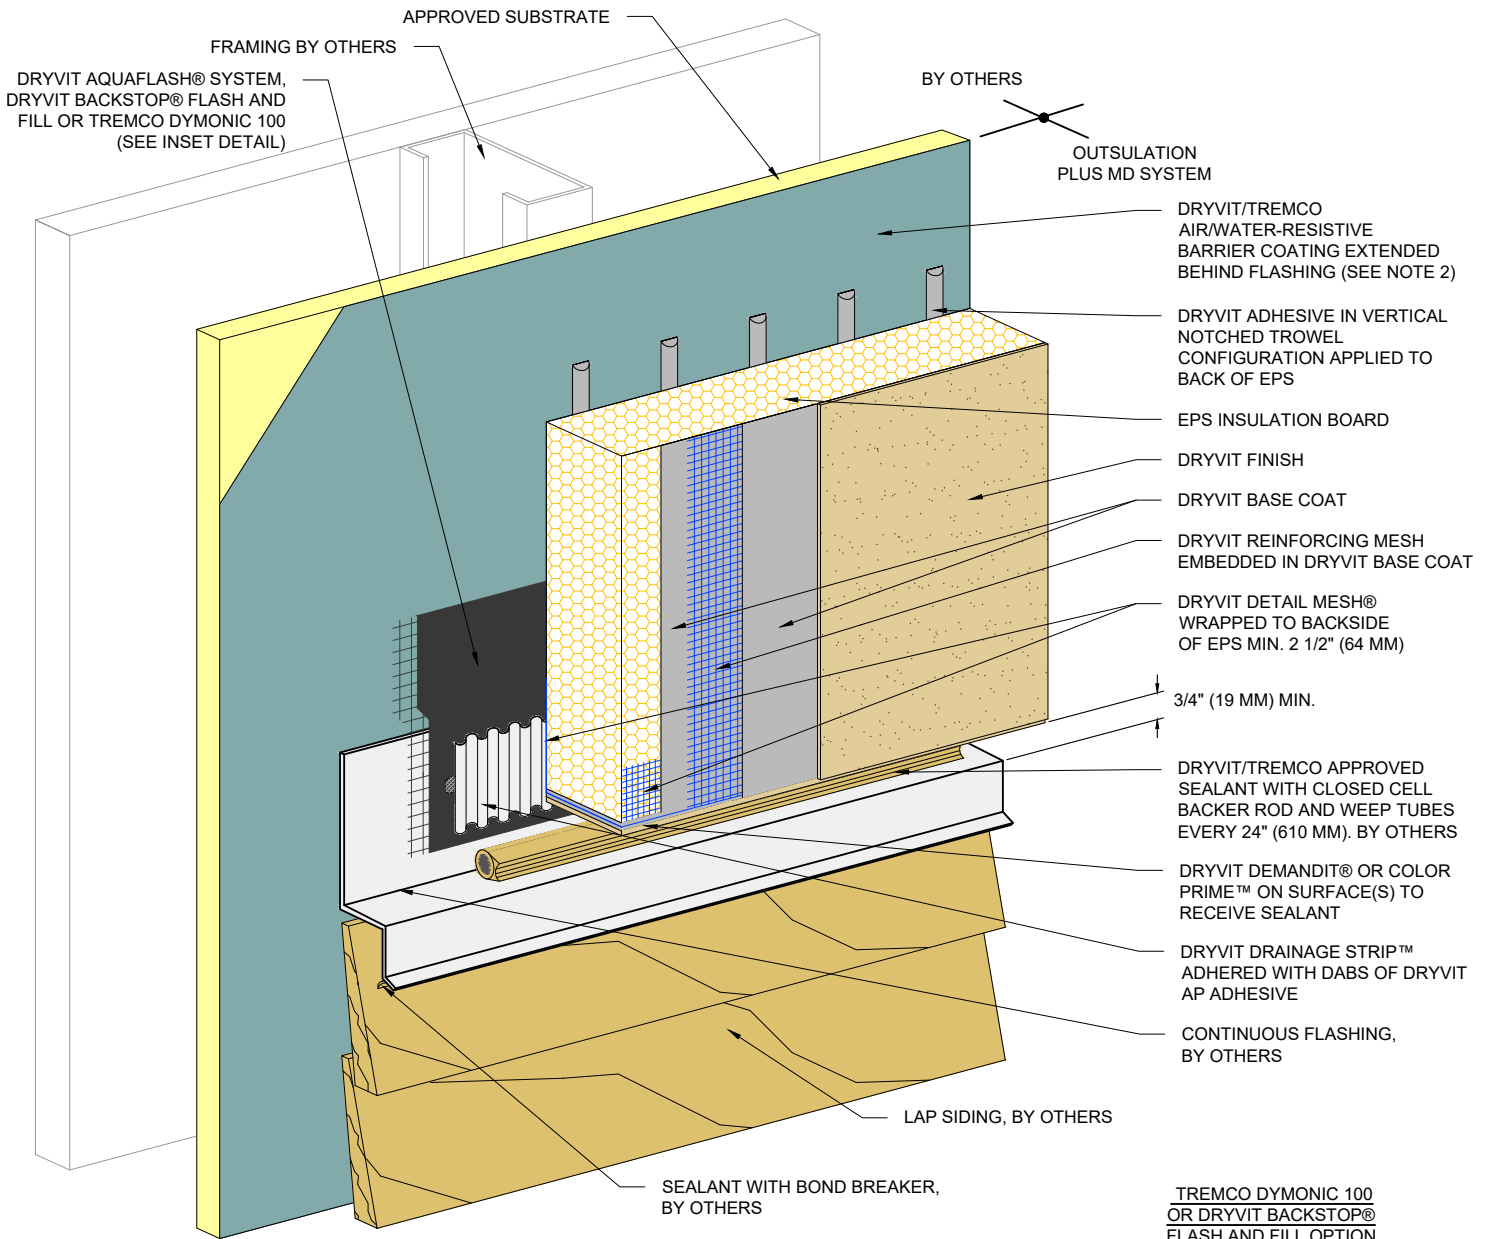 APPROVED SUBSTRATE
FRAMING BY OTHERS
DRYVIT AQUAFLASH® SYSTEM,
DRYVIT BACKSTOP® FLASH AND
FILL OR TREMCO DYMONIC 100
(SEE INSET DETAIL)
BY OTHERS
OUTSULATION
PLUS MD SYSTEM
DRYVIT/TREMCO
AIR/WATER-RESISTIVE
BARRIER COATING EXTENDED
BEHIND FLASHING (SEE NOTE 2)
DRYVIT ADHESIVE IN VERTICAL
NOTCHED TROWEL
CONFIGURATION APPLIED TO
BACK OF EPS
EPS INSULATION BOARD
DRYVIT FINISH
DRYVIT BASE COAT
DRYVIT REINFORCING MESH
EMBEDDED IN DRYVIT BASE COAT
DRYVIT DETAIL MESH®
WRAPPED TO BACKSIDE
OF EPS MIN. 2 1/2" (64 MM)
3/4" (19 MM) MIN.
DRYVIT/TREMCO APPROVED
SEALANT WITH CLOSED CELL
BACKER ROD AND WEEP TUBES
EVERY 24" (610 MM). BY OTHERS
DRYVIT DEMANDIT® OR COLOR
PRIME™ ON SURFACE(S) TO
RECEIVE SEALANT
DRYVIT DRAINAGE STRIP™
ADHERED WITH DABS OF DRYVIT
AP ADHESIVE
CONTINUOUS FLASHING,
BY OTHERS
LAP SIDING, BY OTHERS
SEALANT WITH BOND BREAKER,
BY OTHERS
TREMCO DYMONIC 100
OR DRYVIT BACKSTOP®
FLASH AND FILL OPTION